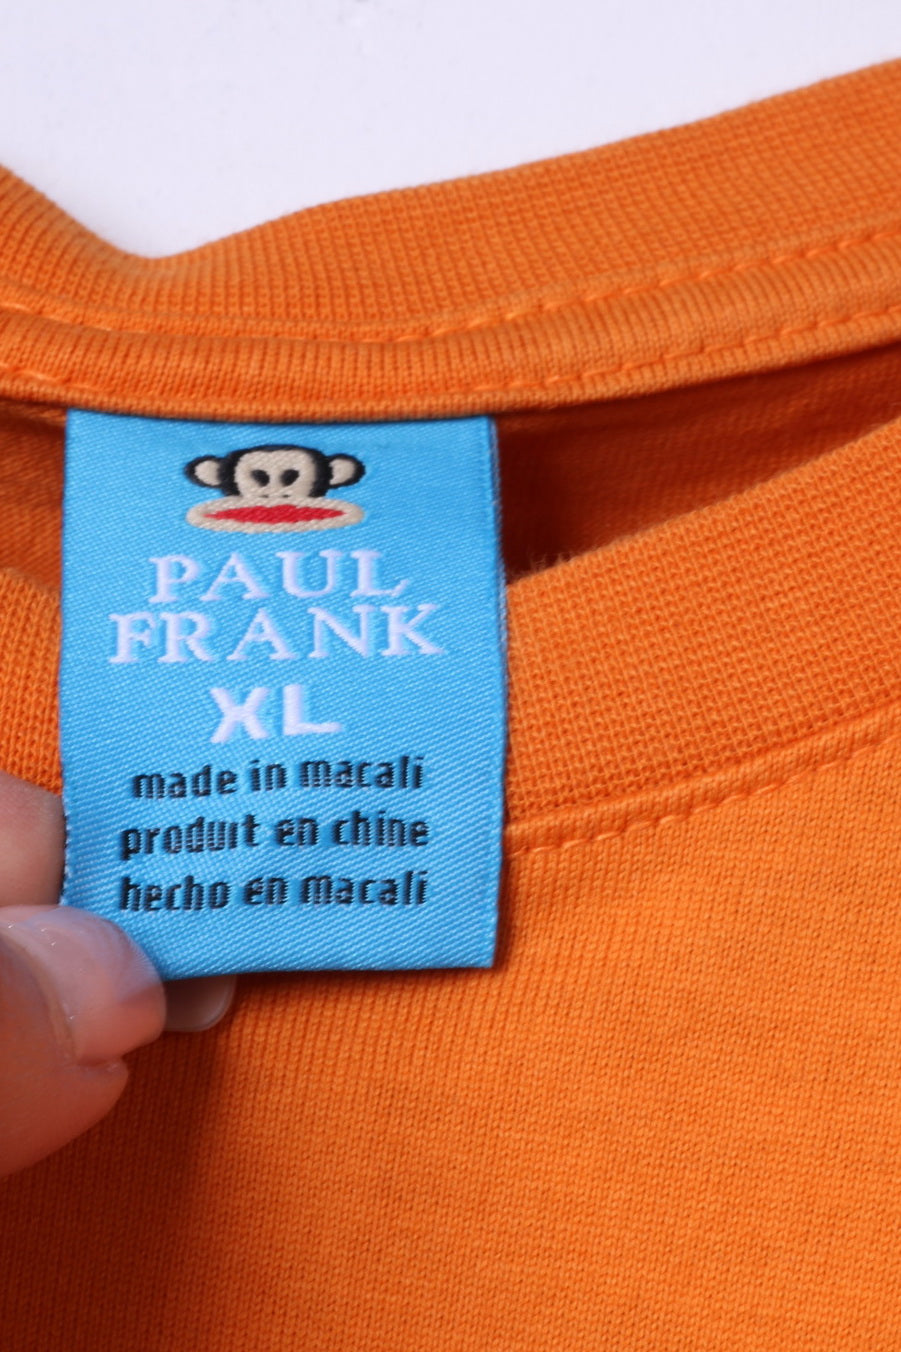 PAUL
FRANK
XL
made in macali
produit en chine
hecho en macali